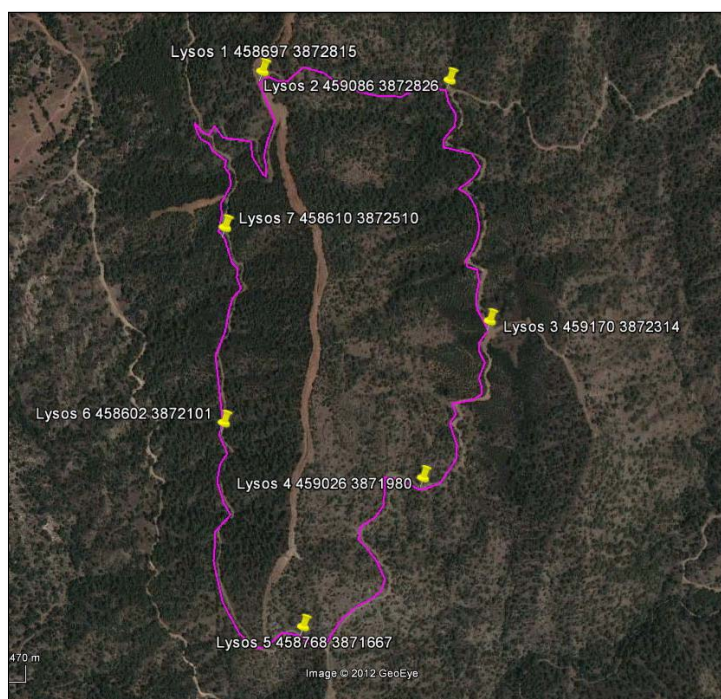 Lysos 1 458697 3872815
Lysos 2 459086 3872826
Lysos 7 458610 3872510
Lysos 3 459170 3872314
Lysos 6 458602 3872101
Lysos 4 459026 3871980
Lysos 5 458768 3871667
470 m
Image © 2012 GeoEye